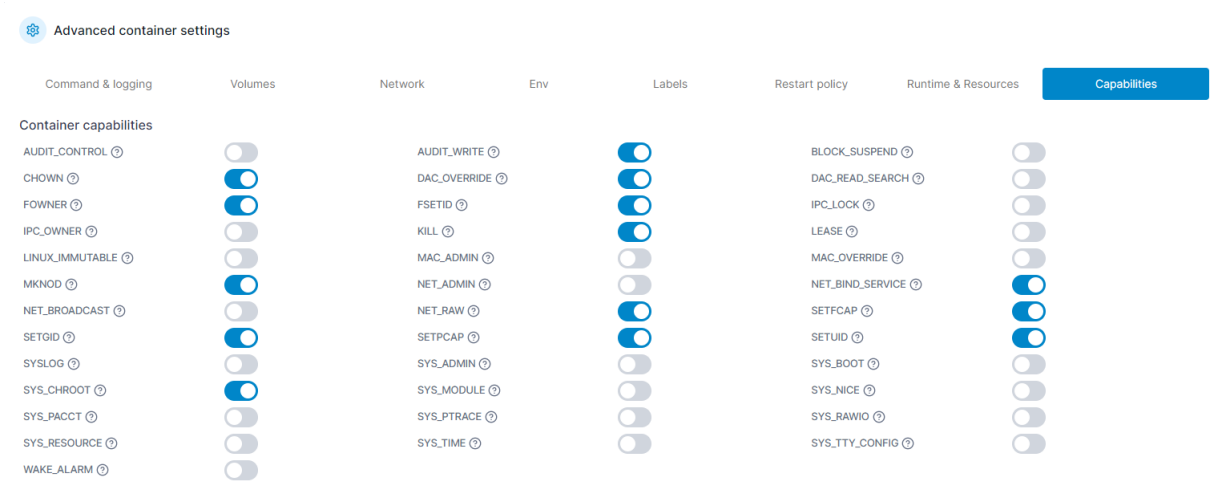 Advanced container settings
Command & logging Volumes Network Env Labels Restart policy Runtime & Resources Capabilities
Container capabilities
AUDIT_CONTROL AUDIT_WRITE BLOCK_SUSPEND
CHOWN DAC_OVERRIDE DAC_READ_SEARCH
FOWNER FSETID IPC_LOCK
IPC_OWNER KILL LEASE
LINUX_IMMUTABLE MAC_ADMIN MAC_OVERRIDE
MKNOD NET_ADMIN NET_BIND_SERVICE
NET_BROADCAST NET_RAW SETFCAP
SETGID SETPCAP SETUID
SYSLOG SYS_ADMIN SYS_BOOT
SYS_CHROOT SYS_MODULE SYS_NICE
SYS_PACCT SYS_PTRACE SYS_RAWIO
SYS_RESOURCE SYS_TIME SYS_TTY_CONFIG
WAKE_ALARM